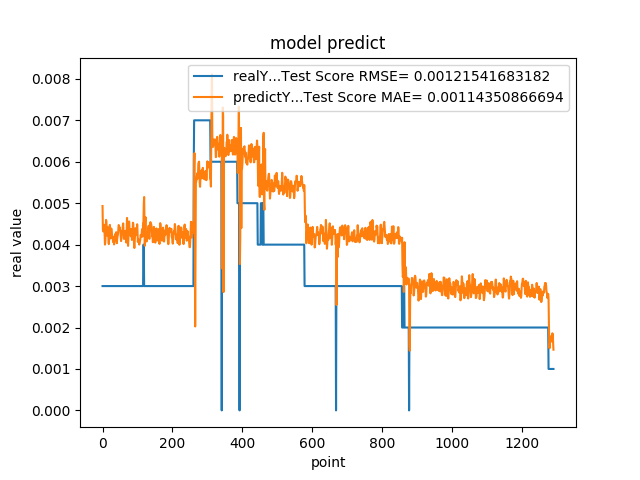 model predict
realY...Test Score RMSE= 0.00121541683182
predictY...Test Score MAE= 0.00114350866694
0.008
0.007
0.006
0.005
0.004
0.003
0.002
0.001
0.000
real value
0 200 400 600 800 1000 1200
point